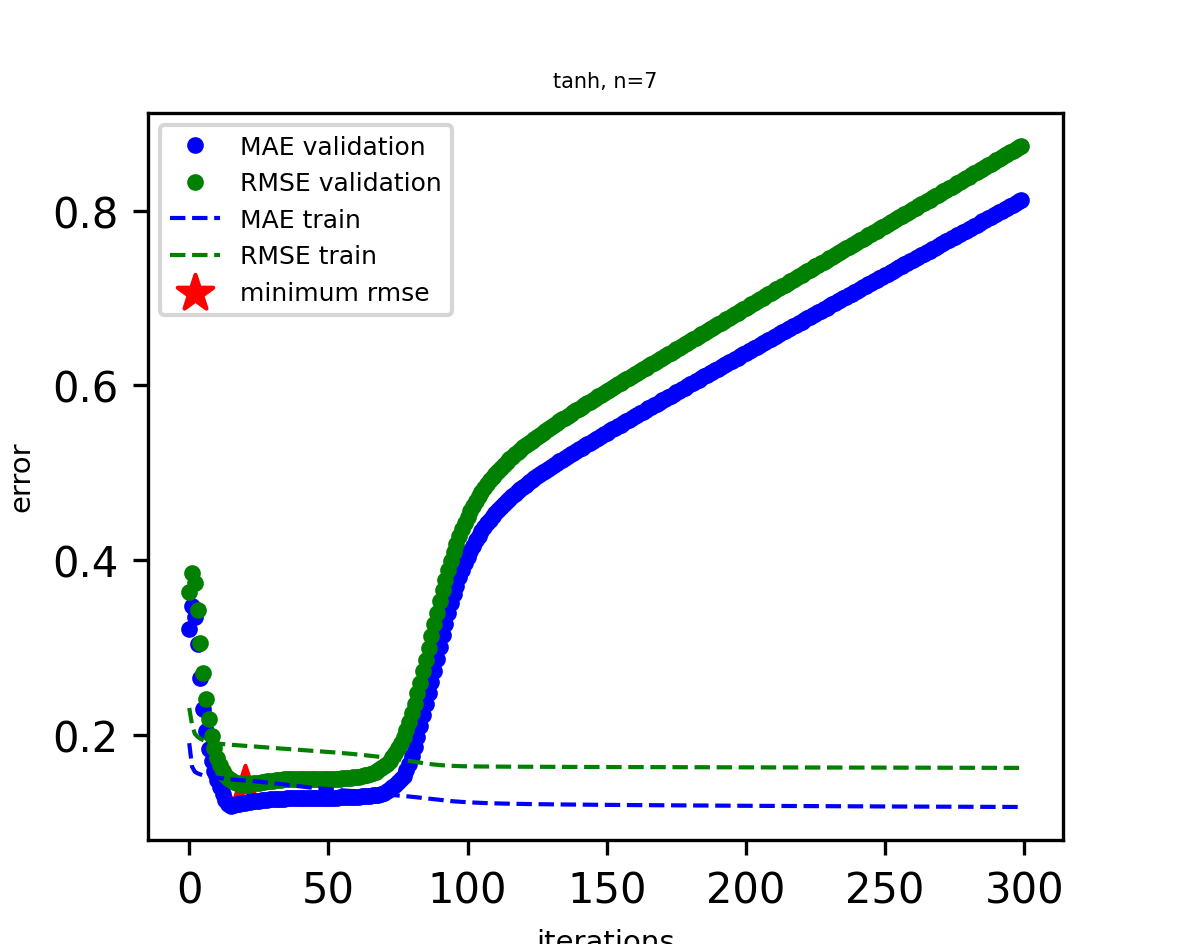 tanh, n=7
MAE validation
RMSE validation
MAE train
RMSE train
minimum rmse
error
0.8
0.6
0.4
0.2
0 50 100 150 200 250 300
iterations